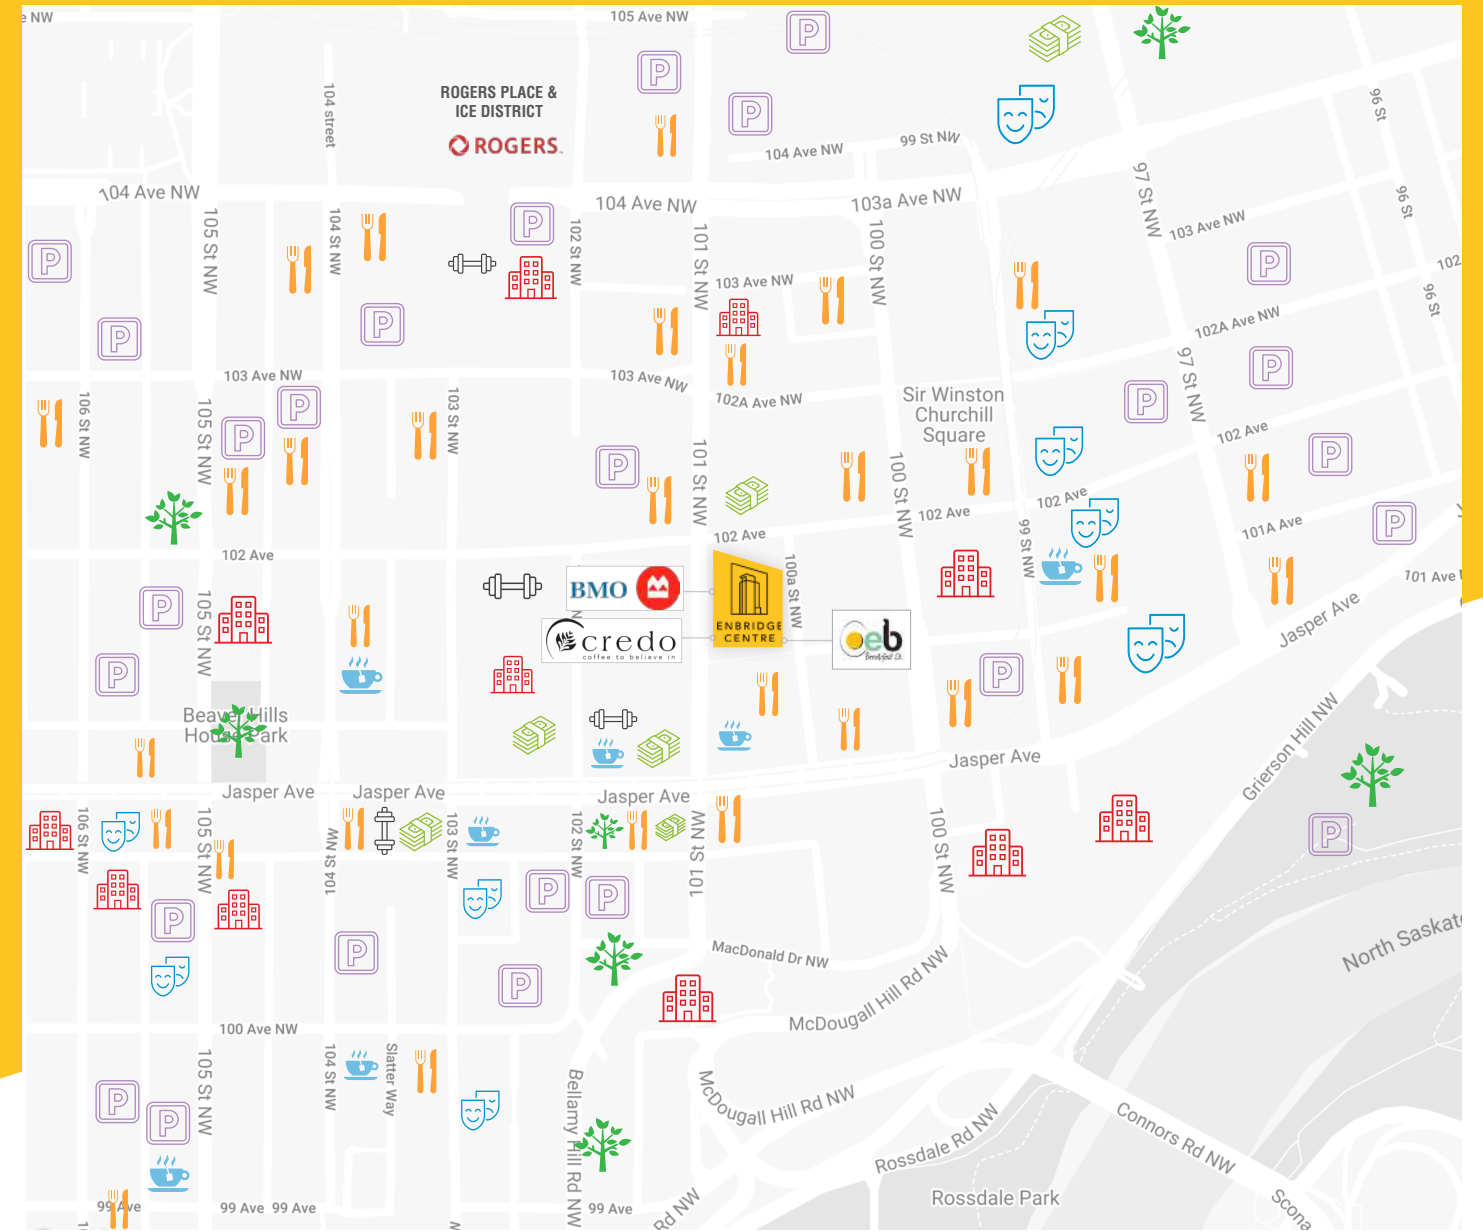 e NW
105 Ave NW
P
P
P
104 street
ROGERS PLACE &
ICE DISTRICT
ROGERS
96 St
104 Ave NW
99 St NW
104 Ave NW
104 Ave NW
103a Ave NW
97 St NW
96 St
105 St NW
104 St NW
P
102 St NW
101 St NW
100 St NW
103 Ave NW
P
P
102
103 Ave NW
96 St
P
P
102A Ave NW
103 Ave NW
103 Ave NW
102A Ave NW
97 St NW
P
Sir Winston
Churchill
Square
P
106 St NW
105 St NW
P
P
103 St NW
102 Ave
P
101 St NW
P
100 St NW
102 Ave
102 Ave
99 St NW
101A Ave
P
102 Ave
102 Ave
100a St NW
101 Ave
P
105 St NW
BMO
ENBRIDGE
CENTRE
credo
coffee to believe in
oeb
Jasper Ave
P
P
Beaver Hills
House Park
Grierson Hill NW
Jasper Ave
Jasper Ave
Jasper Ave
Jasper Ave
106 St NW
105 St NW
104 St NW
103 St NW
102 St NW
101 St NW
100 St NW
P
P
P
P
P
North Saskat
MacDonald Dr NW
P
McDougall Hill Rd NW
100 Ave NW
105 St NW
104 St NW
Slatter Way
Bellamy Hill Rd NW
McDougall Hill Rd NW
P
P
Rossdale Rd NW
Connors Rd NW
99 Ave
99 Ave
99 Ave
99 Ave
Rd NW
Rossdale Park
Scona